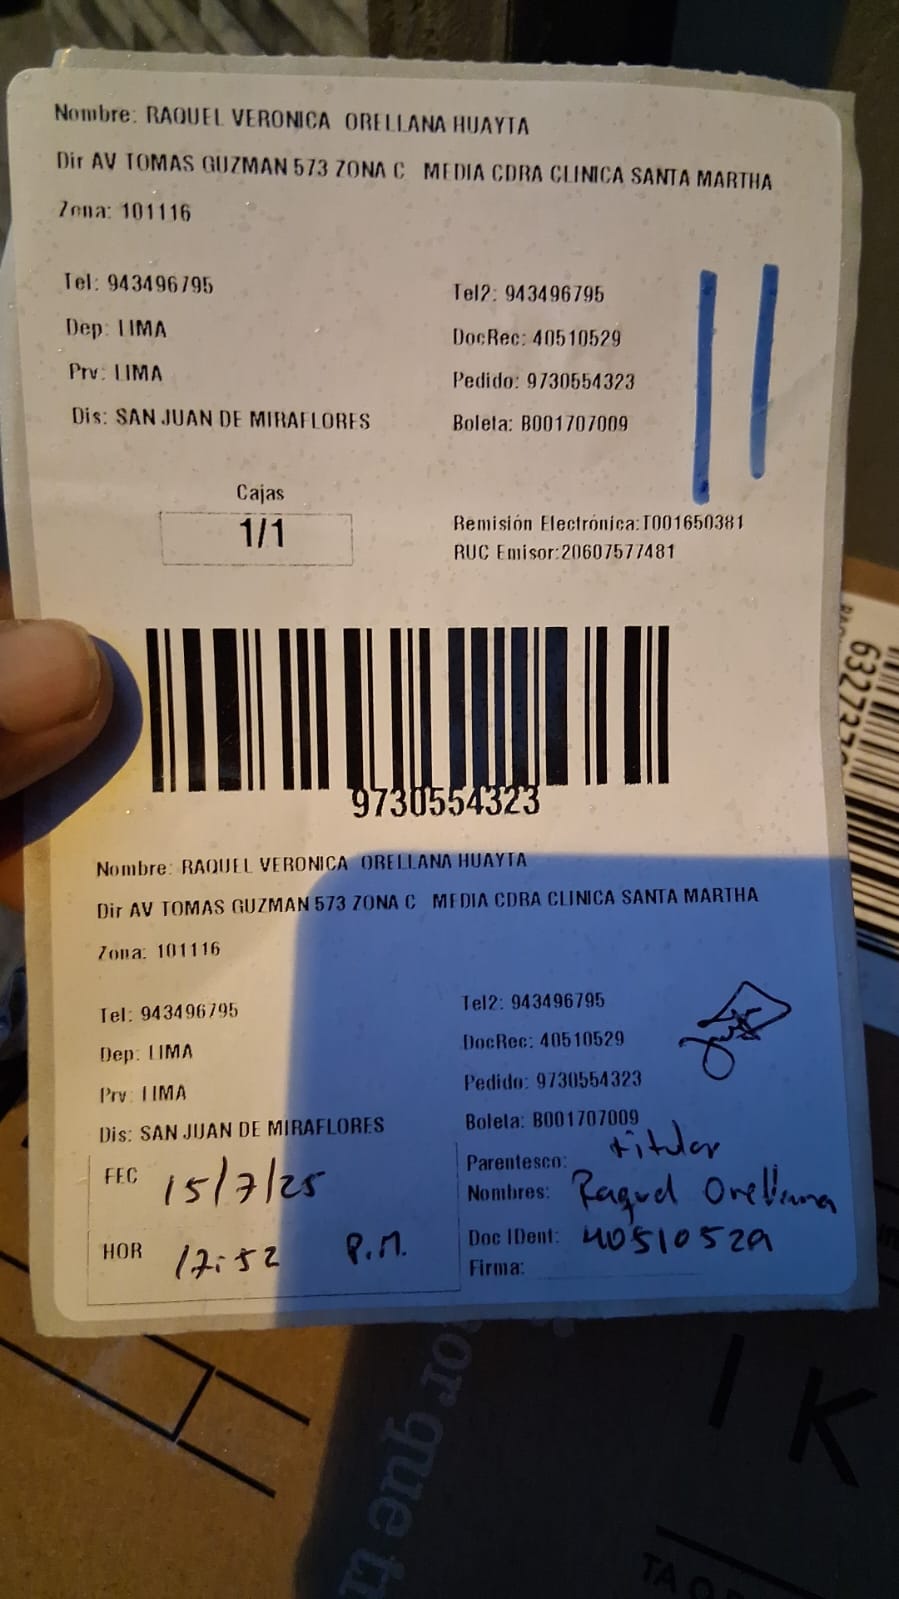 Nombre: RAQUEL VERONICA ORELLANA HUAYTA
Dir AV TOMAS GUZMAN 573 ZONA C MEDIA CDRA CLINICA SANTA MARTHA
Zona: 101116
Tel: 943496795 Tel2: 943496795
Dep: LIMA DocRec: 40510529
Prv: LIMA Pedido: 9730554323
Dis: SAN JUAN DE MIRAFLORES Boleta: B001707009
11
Cajas
1/1
Remisión Electrónica:T001650381
RUC Emisor:20607577481
9730554323
Nombre: RAQUEL VERONICA ORELLANA HUAYTA
Dir AV TOMAS GUZMAN 573 ZONA C MEDIA CDRA CLINICA SANTA MARTHA
Zona: 101116
Tel: 943496795 Tel2: 943496795
Dep: LIMA DocRec: 40510529
Prv: LIMA Pedido: 9730554323
Dis: SAN JUAN DE MIRAFLORES Boleta: B001707009
FEC 15/7/25
HOR 17:52 P.M.
Parentesco: titular
Nombres: Raquel Orellana
Doc IDent: 40510529
Firma:
que
I K